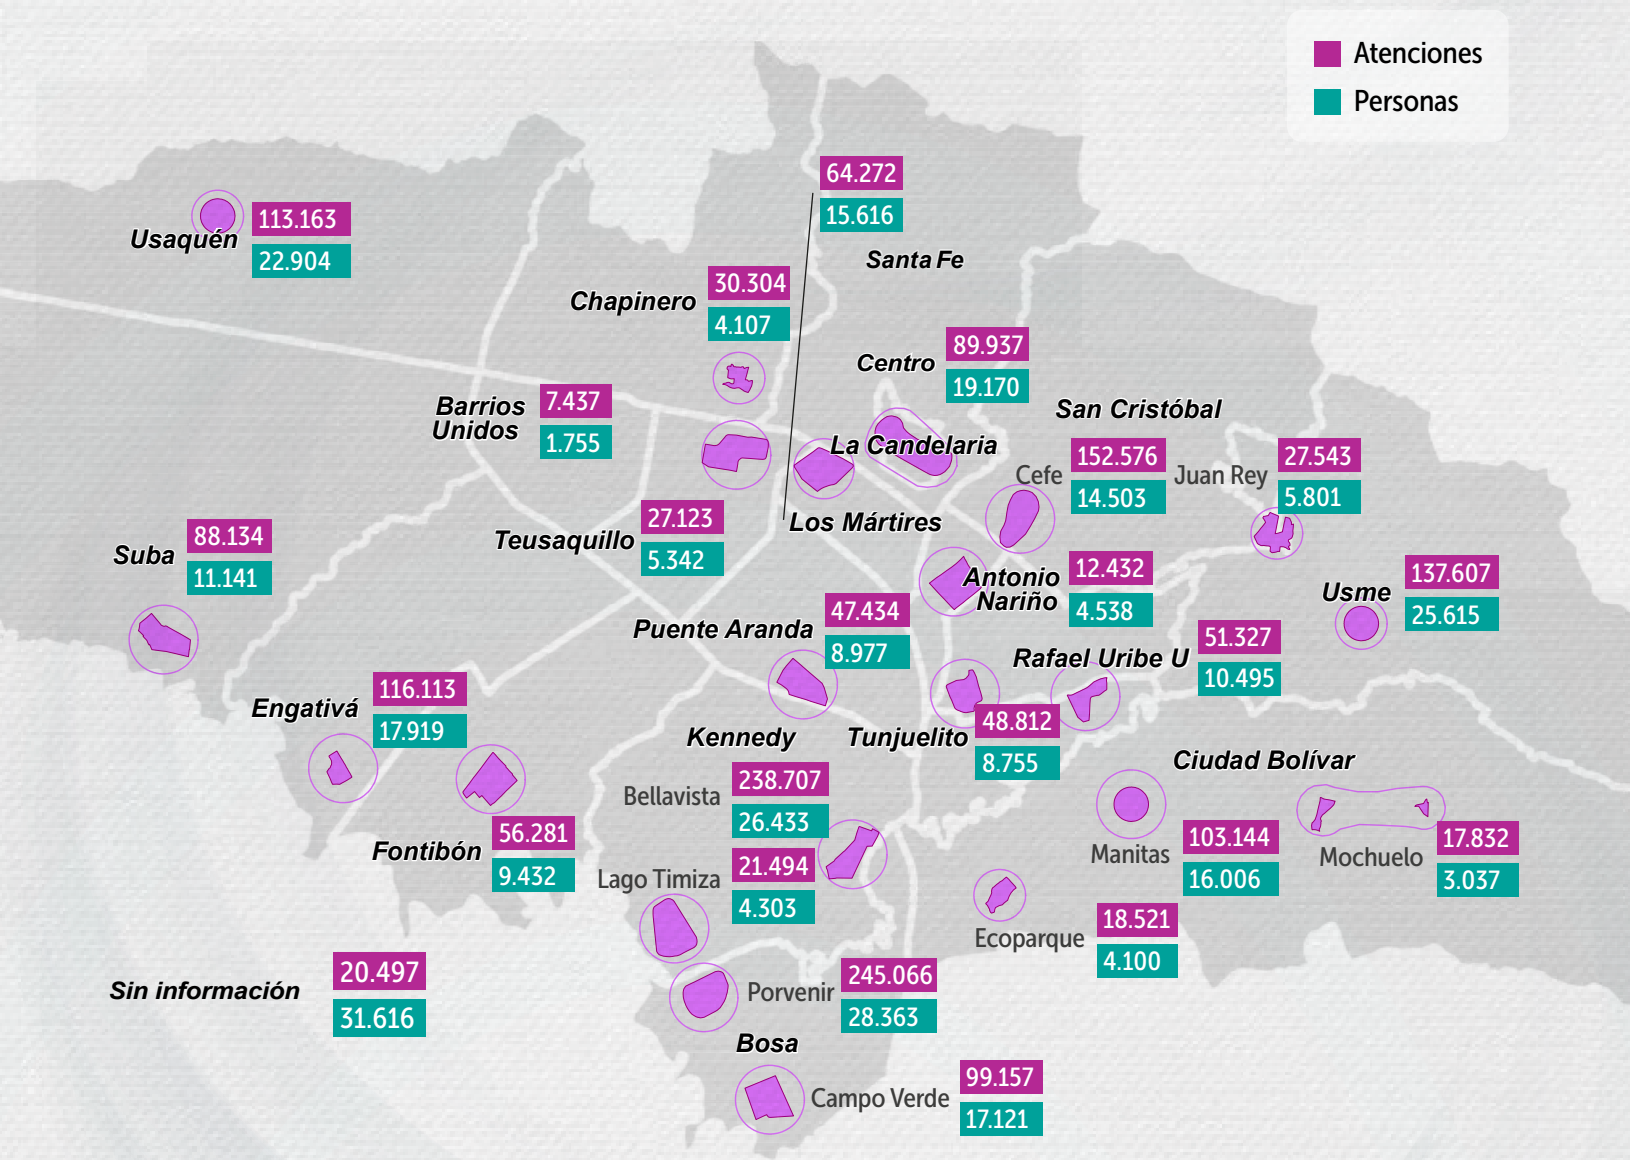 Atenciones
Personas
64.272
15.616
Santa Fe
Usaquén
113.163
22.904
Chapinero
30.304
4.107
Centro
89.937
19.170
Barrios
Unidos
7.437
1.755
San Cristóbal
La Candelaria
Cefe
152.576
14.503
Juan Rey
27.543
5.801
Teusaquillo
27.123
5.342
Los Mártires
Suba
88.134
11.141
Antonio
Nariño
12.432
4.538
Usme
137.607
25.615
Puente Aranda
47.434
8.977
Rafael Uribe U
51.327
10.495
Engativá
116.113
17.919
Kennedy
Tunjuelito
48.812
8.755
Ciudad Bolívar
Bellavista
238.707
26.433
Fontibón
56.281
9.432
Lago Timiza
21.494
4.303
Manitas
103.144
16.006
Mochuelo
17.832
3.037
Ecoparque
18.521
4.100
Sin información
20.497
31.616
Porvenir
245.066
28.363
Bosa
Campo Verde
99.157
17.121